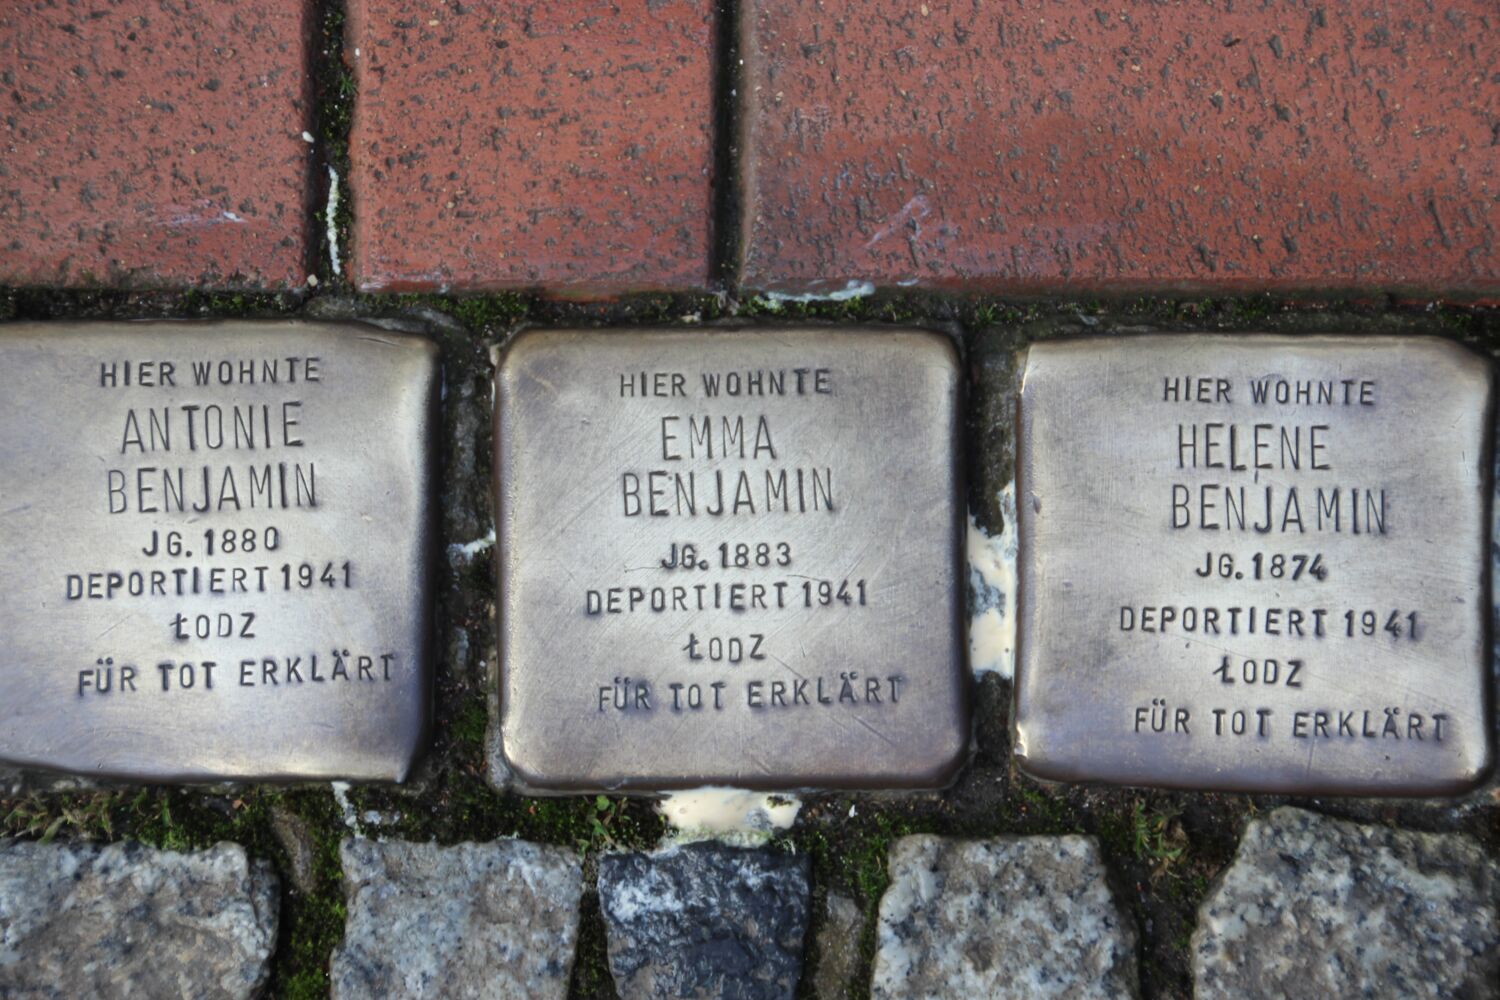 HIER WOHNTE
ANTONIE
BENJAMIN
JG. 1880
DEPORTIERT 1941
ŁODZ
FÜR TOT ERKLÄRT
HIER WOHNTE
EMMA
BENJAMIN
JG. 1883
DEPORTIERT 1941
ŁODZ
FÜR TOT ERKLÄRT
HIER WOHNTE
HELENE
BENJAMIN
JG. 1874
DEPORTIERT 1941
ŁODZ
FÜR TOT ERKLÄRT